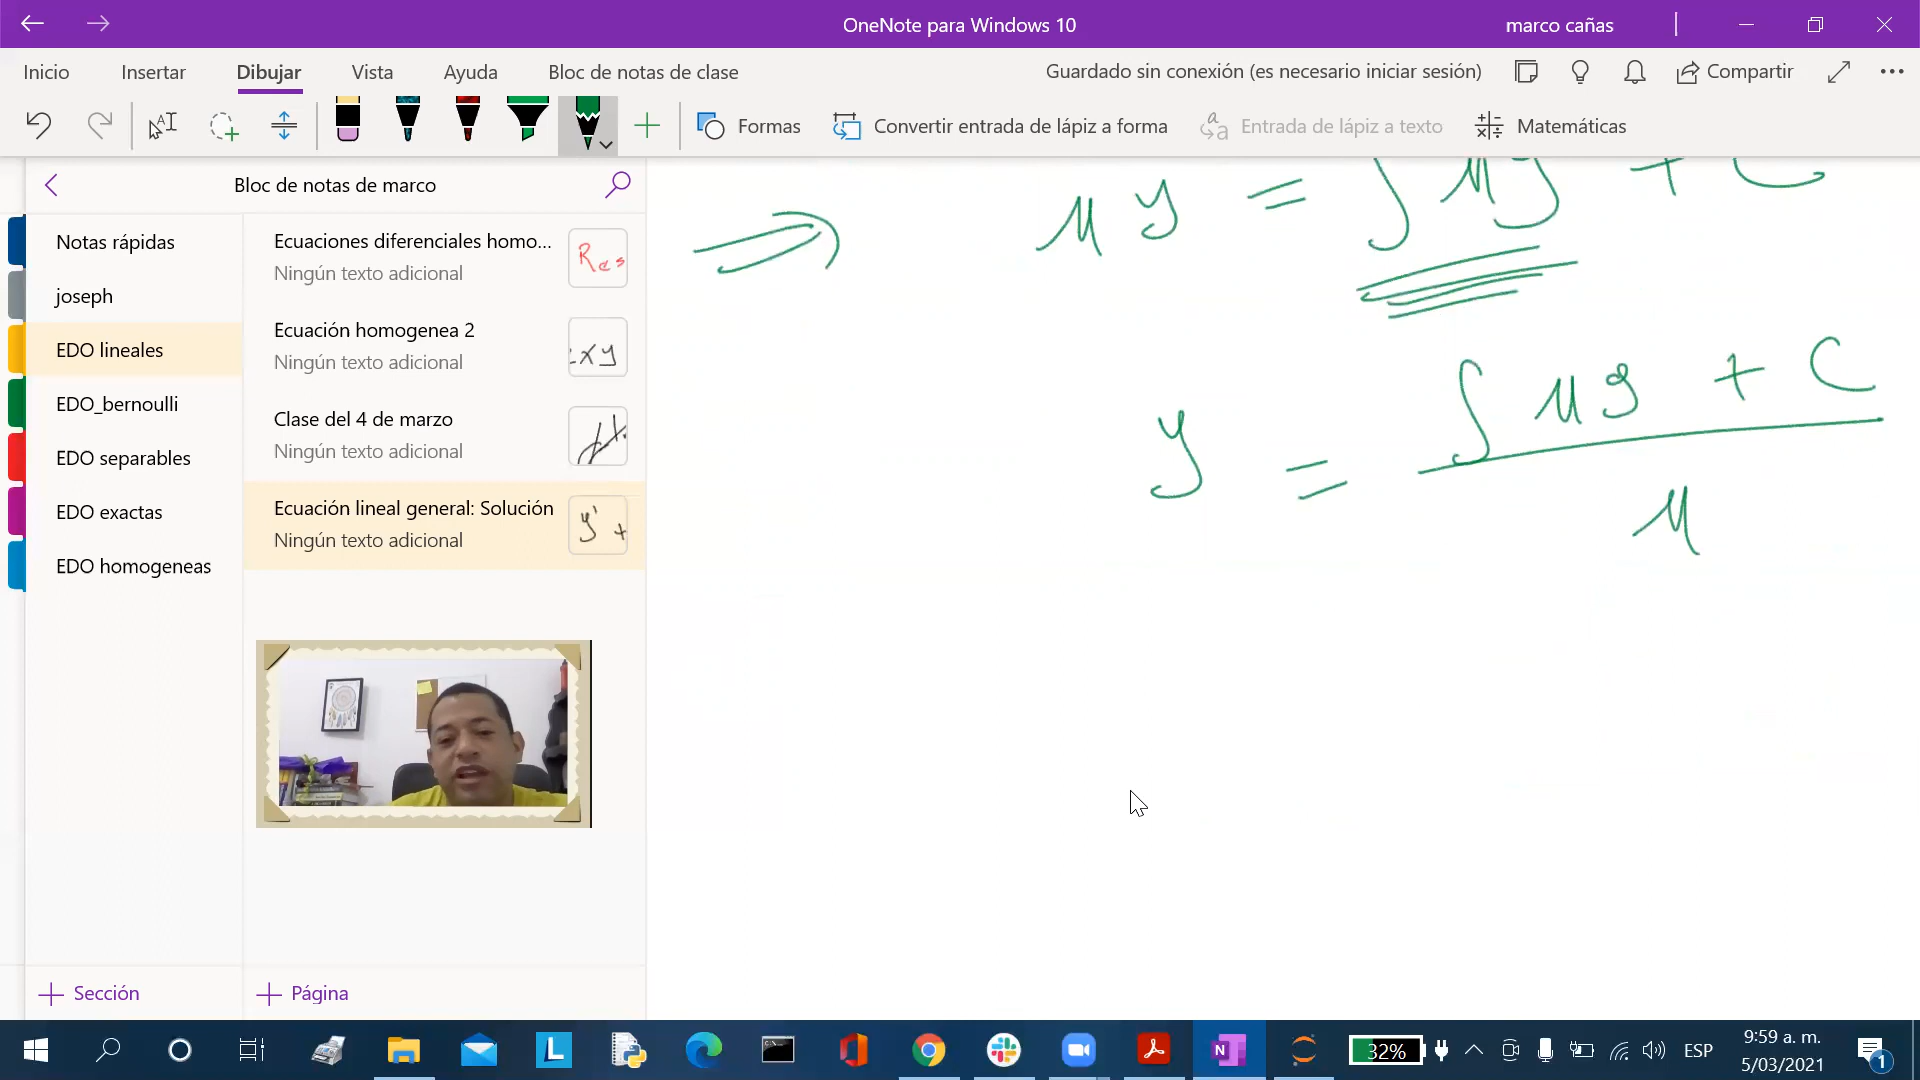 OneNote para Windows 10
marco cañas
Inicio
Insertar
Dibujar
Vista
Ayuda
Bloc de notas de clase
Guardado sin conexión (es necesario iniciar sesión)
Compartir
Formas
Convertir entrada de lápiz a forma
Entrada de lápiz a texto
Matemáticas
Bloc de notas de marco
Notas rápidas
joseph
EDO lineales
EDO_bernoulli
EDO separables
EDO exactas
EDO homogeneas
Ecuaciones diferenciales homo...
Ningún texto adicional
Res
Ecuación homogenea 2
Ningún texto adicional
:xy
Clase del 4 de marzo
Ningún texto adicional
Ecuación lineal general: Solución
Ningún texto adicional
y' +
⇒ μ y = ∫ μg + C
y = ∫ μ g + C
μ
Sección
Página
32%
ESP
9:59 a. m.
5/03/2021
1